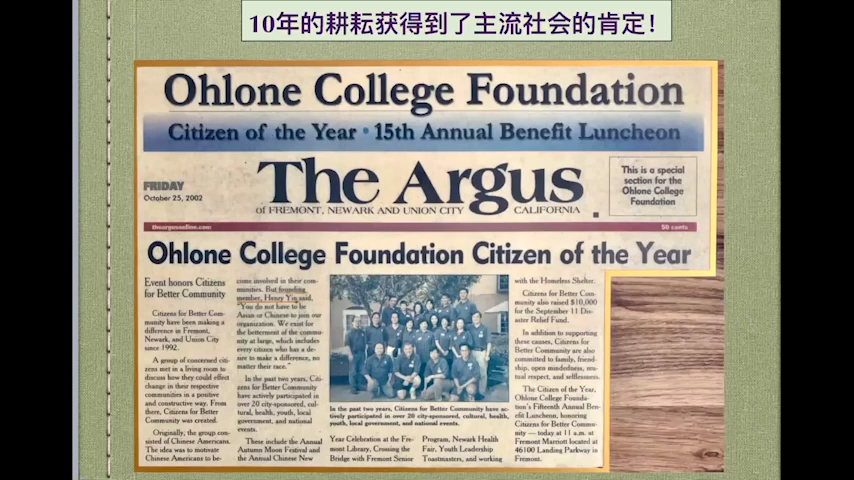 10年的耕耘获得到了主流社会的肯定！
Ohlone College Foundation
Citizen of the Year • 15th Annual Benefit Luncheon
FRIDAY
October 25, 2002
The Argus
of FREMONT, NEWARK AND UNION CITY CALIFORNIA
This is a special
section for the
Ohlone College
Foundation
theargusonline.com
50 cents
Ohlone College Foundation Citizen of the Year
Event honors Citizens
for Better Community
Citizens for Better Com-
munity have been making a
difference in Fremont,
Newark, and Union City
since 1992.
A group of concerned citi-
zens met in a living room to
discuss how they could effect
change in their respective
communities in a positive
and constructive way. From
there, Citizens for Better
Community was created.
Originally, the group con-
sisted of Chinese Americans.
The idea was to motivate
Chinese Americans to be-
come involved in their com-
munities. But founding
member, Henry Yin said,
"You do not have to be
Asian or Chinese to join our
organization. We exist for
the betterment of the commu-
nity at large, which includes
every citizen who has a de-
sire to make a difference, no
matter their race."
In the past two years, Citi-
zens for Better Community
have actively participated in
over 20 city-sponsored, cul-
tural, health, youth, local
government, and national
events.
These include the Annual
Autumn Moon Festival and
the Annual Chinese New
In the past two years, Citizens for Better Community have ac-
tively participated in over 20 city-sponsored, cultural, health,
youth, local government, and national events.
Year Celebration at the Fre-
mont Library, Crossing the
Bridge with Fremont Senior
Program, Newark Health
Fair, Youth Leadership
Toastmasters, and working
with the Homeless Shelter.
Citizens for Better Com-
munity also raised $10,000
for the September 11 Dis-
aster Relief Fund.
In addition to supporting
these causes, Citizens for
Better Community are also
committed to family, friend-
ship, open mindedness, mu-
tual respect, and selflessness.
The Citizen of the Year,
Ohlone College Founda-
tion's Fifteenth Annual Ben-
efit Luncheon, honoring
Citizens for Better Commu-
nity — today at 11 a.m. at
Fremont Marriott located at
46100 Landing Parkway in
Fremont.